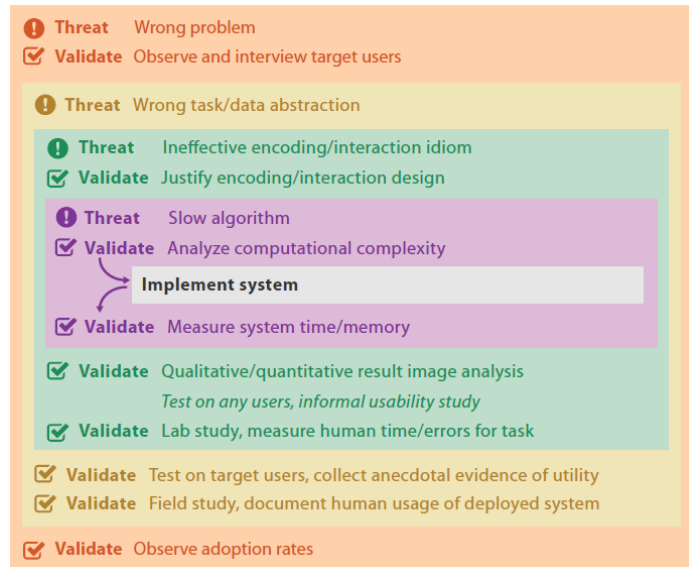 Threat Wrong problem
Validate Observe and interview target users
Threat Wrong task/data abstraction
Threat Ineffective encoding/interaction idiom
Validate Justify encoding/interaction design
Threat Slow algorithm
Validate Analyze computational complexity
Implement system
Validate Measure system time/memory
Validate Qualitative/quantitative result image analysis
Test on any users, informal usability study
Validate Lab study, measure human time/errors for task
Validate Test on target users, collect anecdotal evidence of utility
Validate Field study, document human usage of deployed system
Validate Observe adoption rates